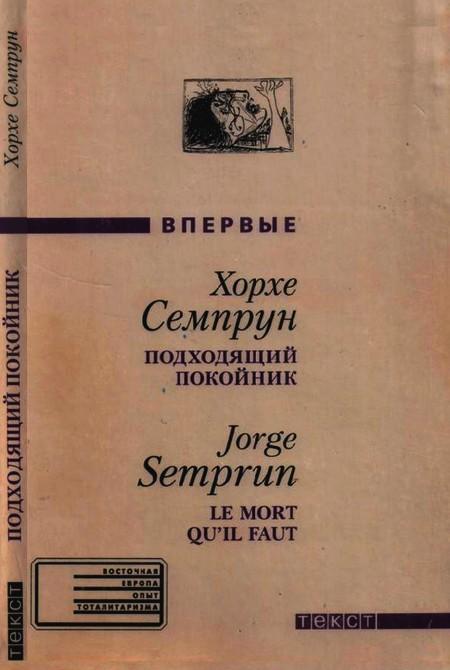 Хорхе Семпрун
ПОДХОДЯЩИЙ ПОКОЙНИК
ТЕКСТ
ВПЕРВЫЕ
Хорхе
Семпрун
ПОДХОДЯЩИЙ
ПОКОЙНИК
Jorge
Semprun
LE MORT
QU'IL FAUT
ВОСТОЧНАЯ
ЕВРОПА
ОПЫТ
ТОТАЛИТАРИЗМА
ТЕКСТ